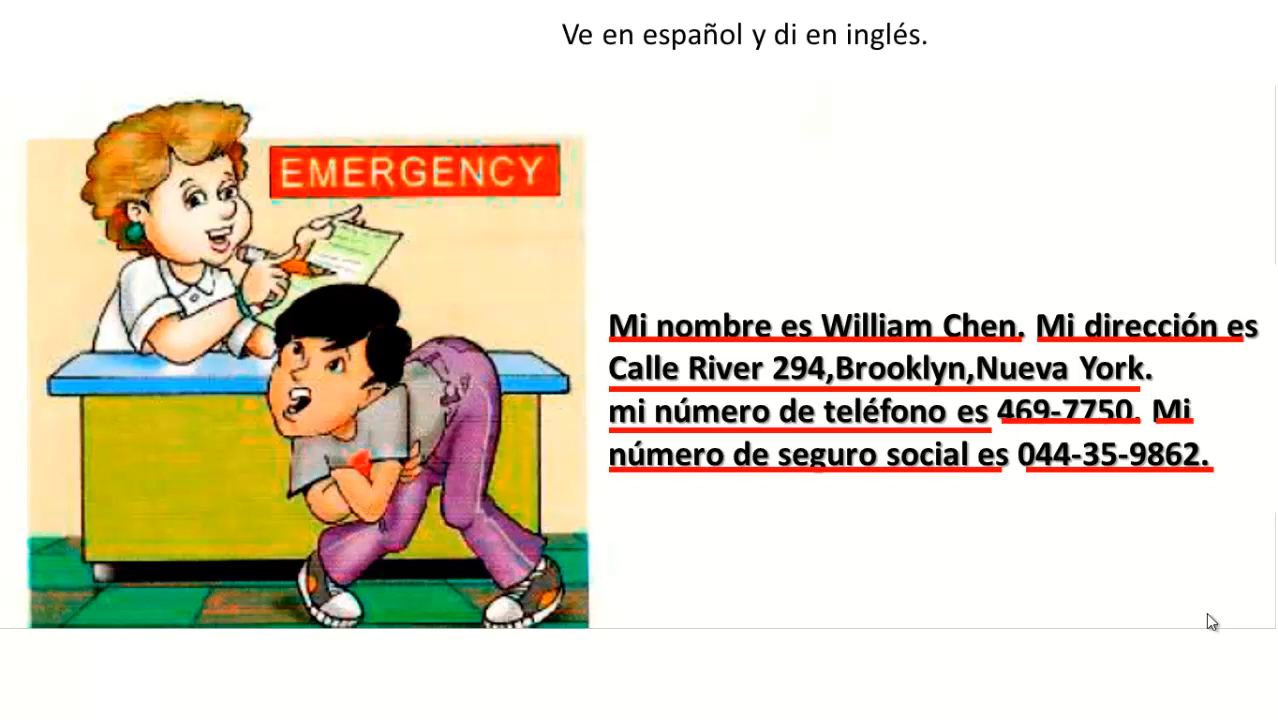 Ve en español y di en inglés.
EMERGENCY
Mi nombre es William Chen. Mi dirección es
Calle River 294,Brooklyn,Nueva York.
mi número de teléfono es 469-7750. Mi
número de seguro social es 044-35-9862.